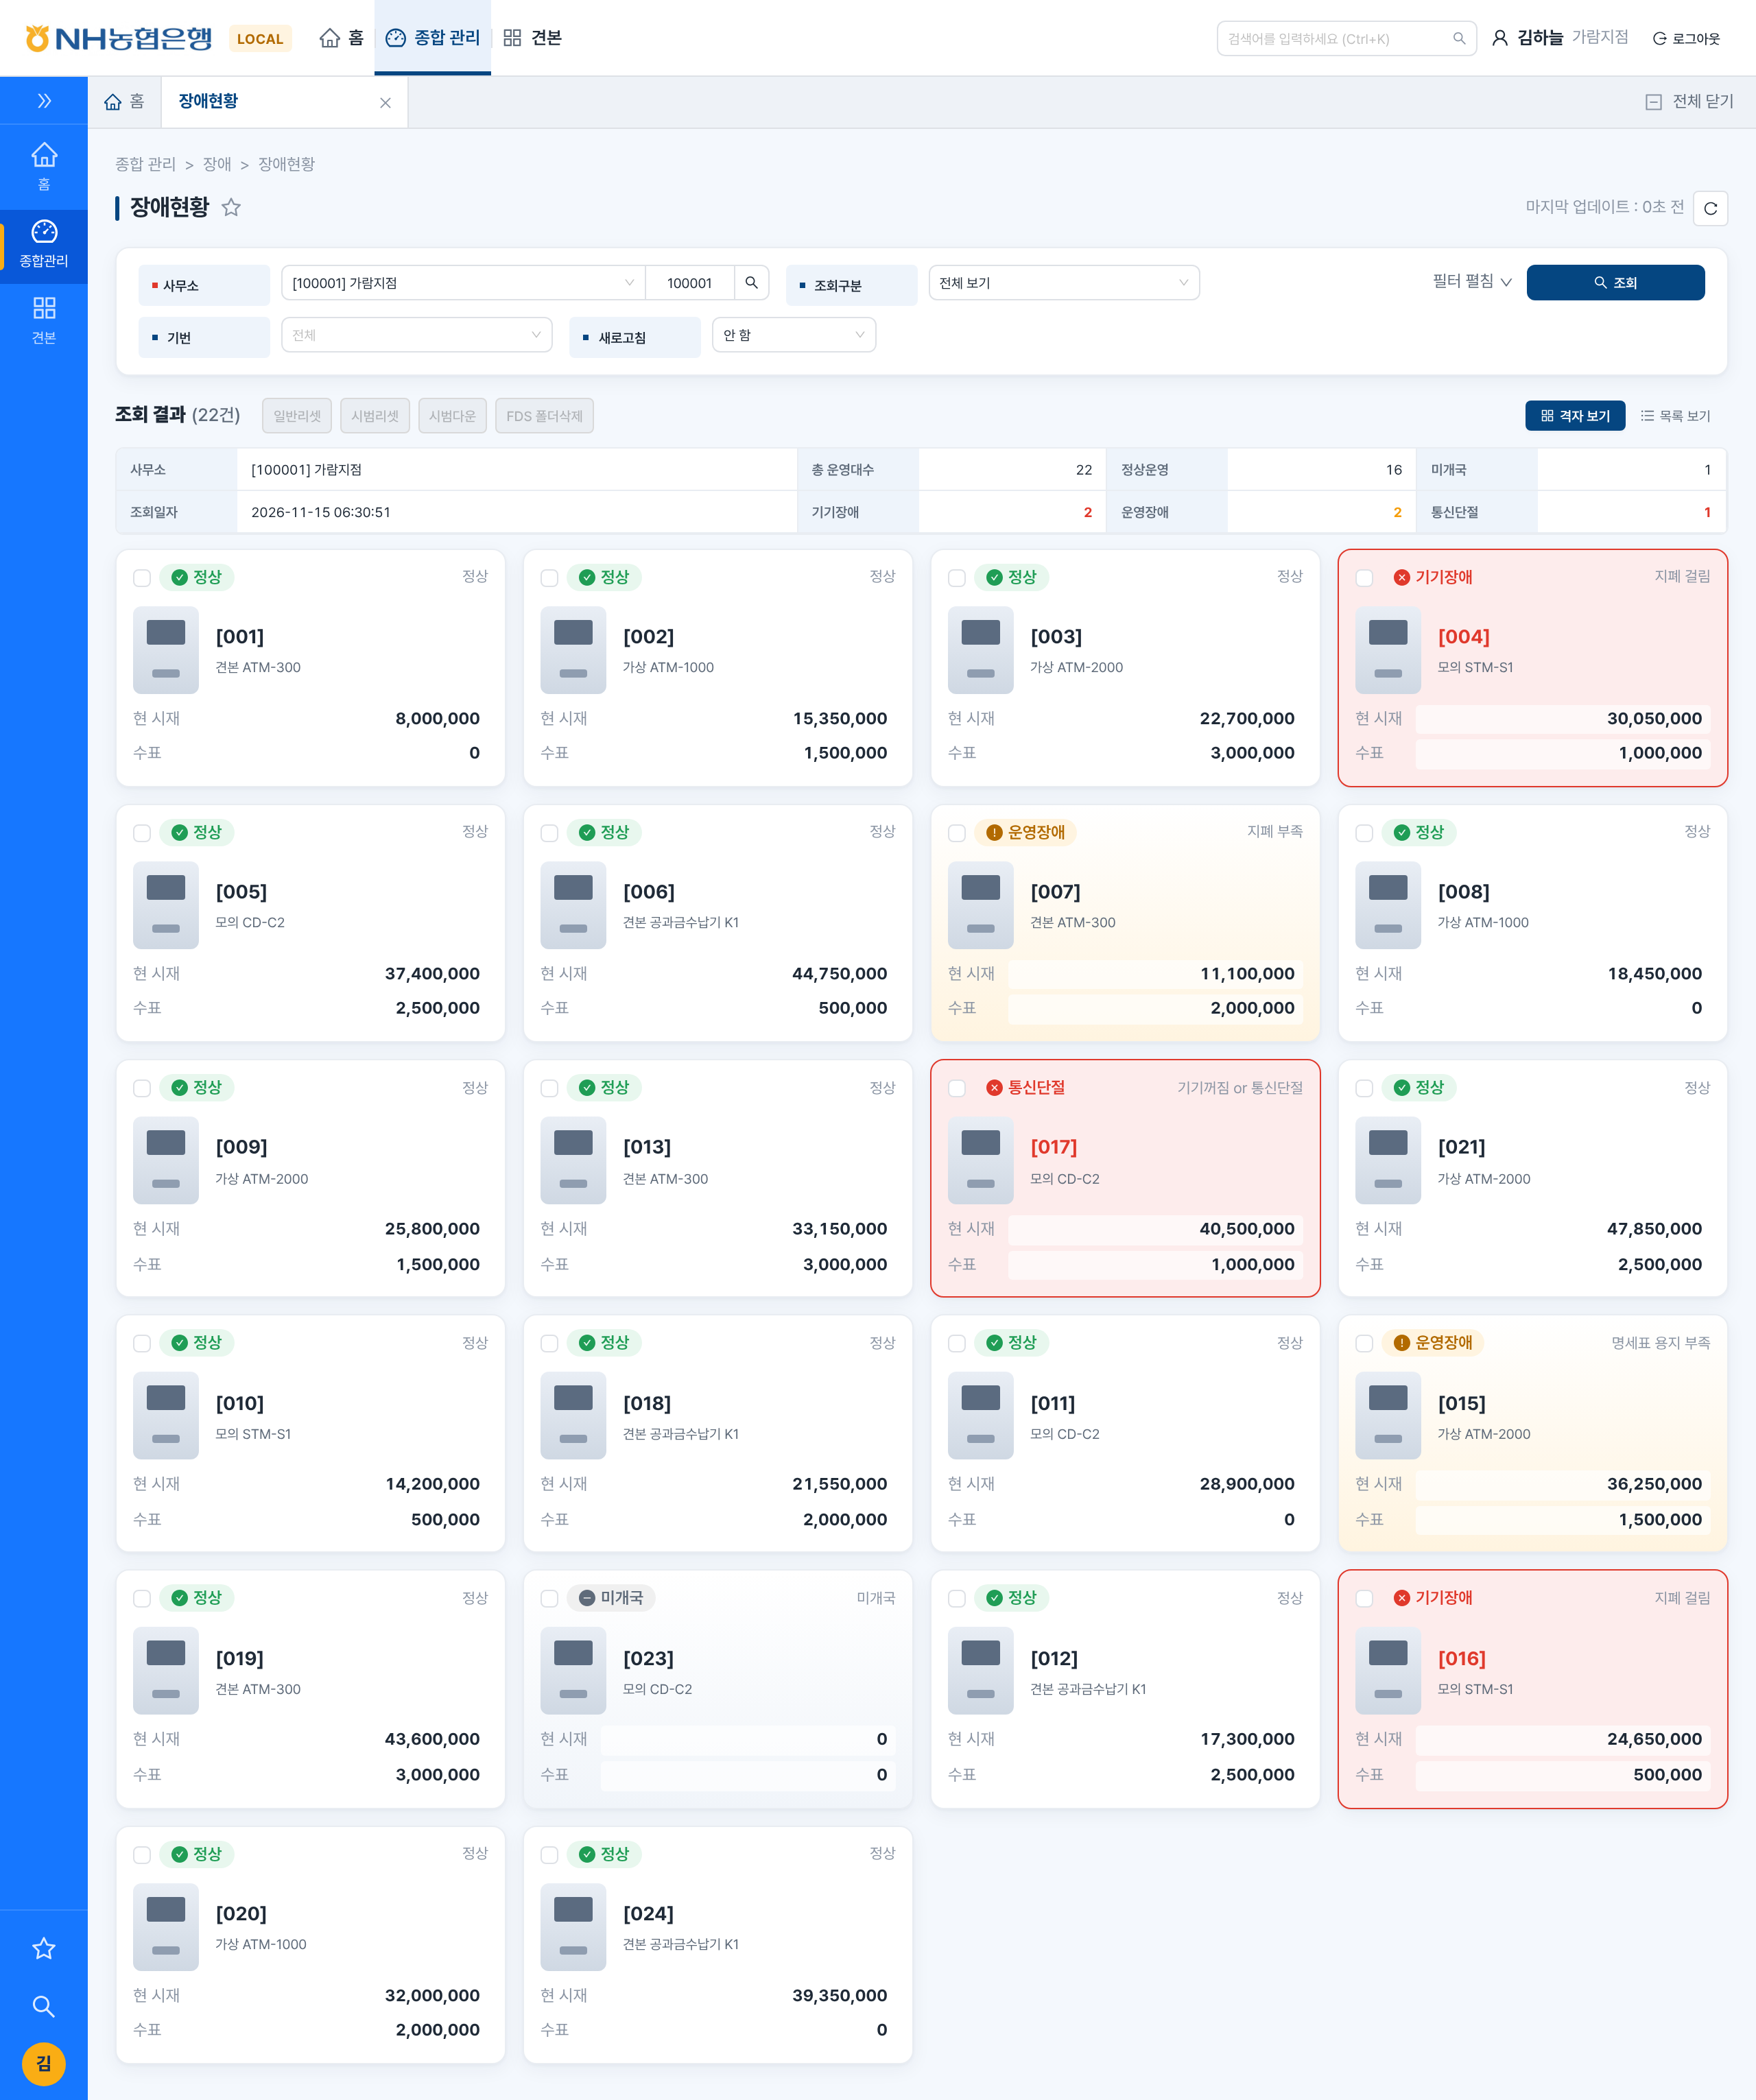 NH농협은행 LOCAL 홈 종합 관리 견본 검색어를 입력하세요 (Ctrl+K) 김하늘 가람지점 로그아웃
홈 장애현황 전체 닫기
홈
종합관리
견본
종합 관리 > 장애 > 장애현황
장애현황 마지막 업데이트 : 0초 전
사무소 [100001] 가람지점 100001 조회구분 전체 보기 필터 펼침 조회
기번 전체 새로고침 안 함
조회 결과 (22건) 일반리셋 시범리셋 시범다운 FDS 폴더삭제 격자 보기 목록 보기
사무소 [100001] 가람지점 총 운영대수 22 정상운영 16 미개국 1
조회일자 2026-11-15 06:30:51 기기장애 2 운영장애 2 통신단절 1
정상 정상 정상 정상 정상 정상 기기장애 지폐 걸림
[001] [002] [003] [004]
견본 ATM-300 가상 ATM-1000 가상 ATM-2000 모의 STM-S1
현 시재 8,000,000 현 시재 15,350,000 현 시재 22,700,000 현 시재 30,050,000
수표 0 수표 1,500,000 수표 3,000,000 수표 1,000,000
정상 정상 정상 정상 운영장애 지폐 부족 정상 정상
[005] [006] [007] [008]
모의 CD-C2 견본 공과금수납기 K1 견본 ATM-300 가상 ATM-1000
현 시재 37,400,000 현 시재 44,750,000 현 시재 11,100,000 현 시재 18,450,000
수표 2,500,000 수표 500,000 수표 2,000,000 수표 0
정상 정상 정상 정상 통신단절 기기꺼짐 or 통신단절 정상 정상
[009] [013] [017] [021]
가상 ATM-2000 견본 ATM-300 모의 CD-C2 가상 ATM-2000
현 시재 25,800,000 현 시재 33,150,000 현 시재 40,500,000 현 시재 47,850,000
수표 1,500,000 수표 3,000,000 수표 1,000,000 수표 2,500,000
정상 정상 정상 정상 정상 정상 운영장애 명세표 용지 부족
[010] [018] [011] [015]
모의 STM-S1 견본 공과금수납기 K1 모의 CD-C2 가상 ATM-2000
현 시재 14,200,000 현 시재 21,550,000 현 시재 28,900,000 현 시재 36,250,000
수표 500,000 수표 2,000,000 수표 0 수표 1,500,000
정상 정상 미개국 미개국 정상 정상 기기장애 지폐 걸림
[019] [023] [012] [016]
견본 ATM-300 모의 CD-C2 견본 공과금수납기 K1 모의 STM-S1
현 시재 43,600,000 현 시재 0 현 시재 17,300,000 현 시재 24,650,000
수표 3,000,000 수표 0 수표 2,500,000 수표 500,000
정상 정상 정상 정상
[020] [024]
가상 ATM-1000 견본 공과금수납기 K1
현 시재 32,000,000 현 시재 39,350,000
수표 2,000,000 수표 0
김